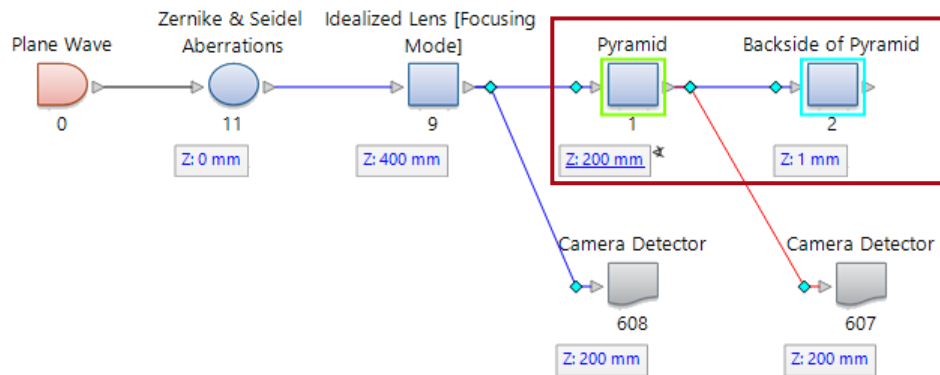 Plane Wave
0
Zernike & Seidel
Aberrations
11
Z: 0 mm
Idealized Lens [Focusing
Mode]
9
Z: 400 mm
Pyramid
1
Z: 200 mm
Backside of Pyramid
2
Z: 1 mm
Camera Detector
608
Z: 200 mm
Camera Detector
607
Z: 200 mm